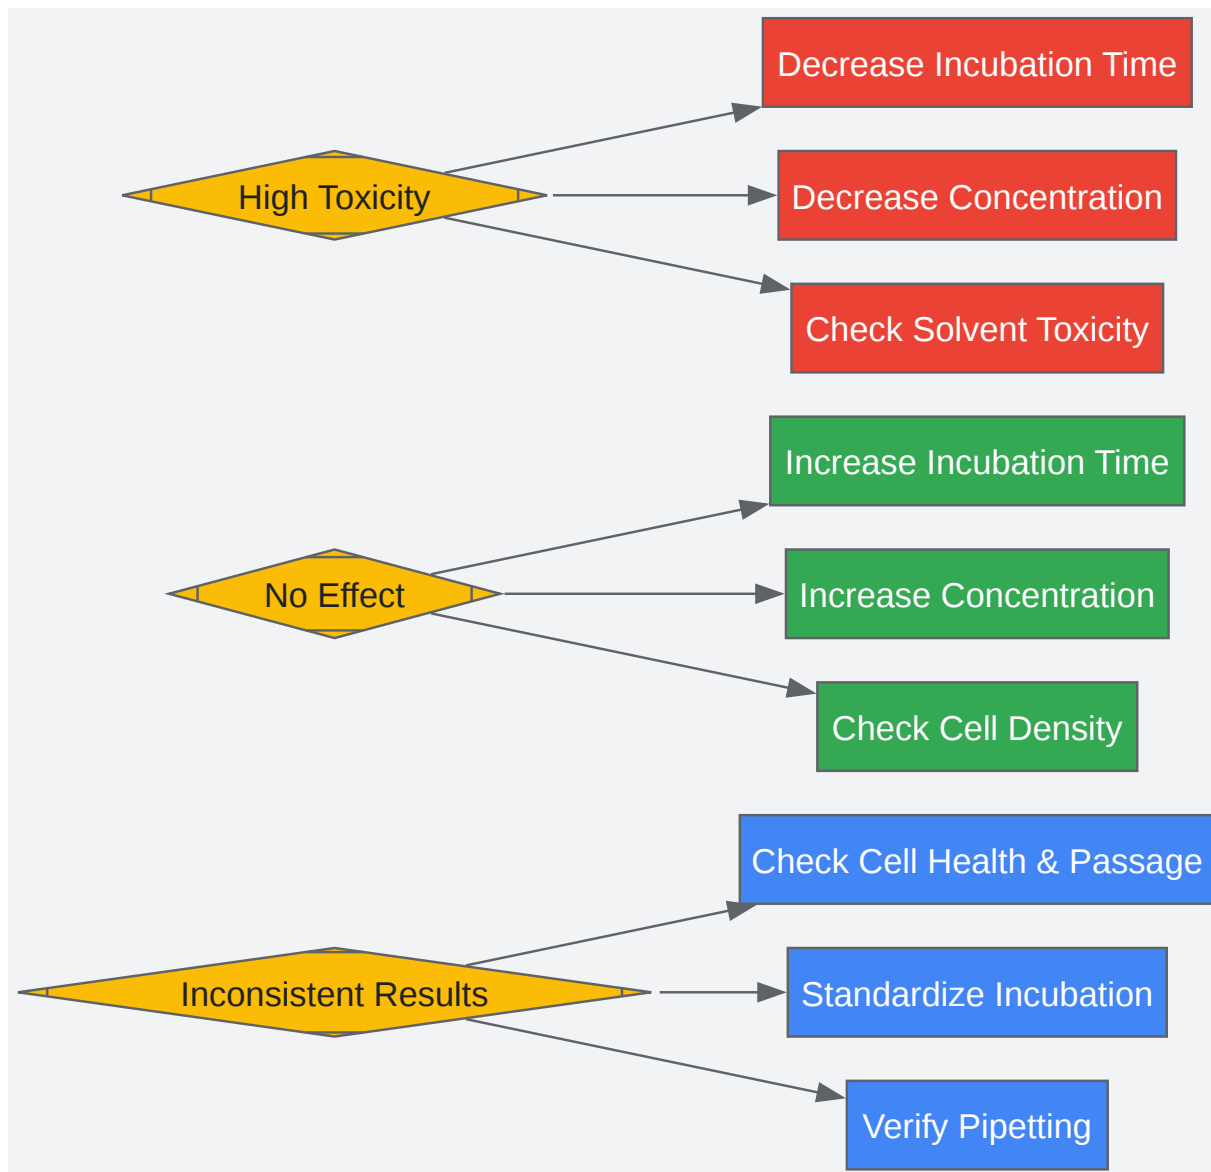 Decrease Incubation Time
High Toxicity
Decrease Concentration
Check Solvent Toxicity
Increase Incubation Time
No Effect
Increase Concentration
Check Cell Density
Check Cell Health & Passage
Inconsistent Results
Standardize Incubation
Verify Pipetting